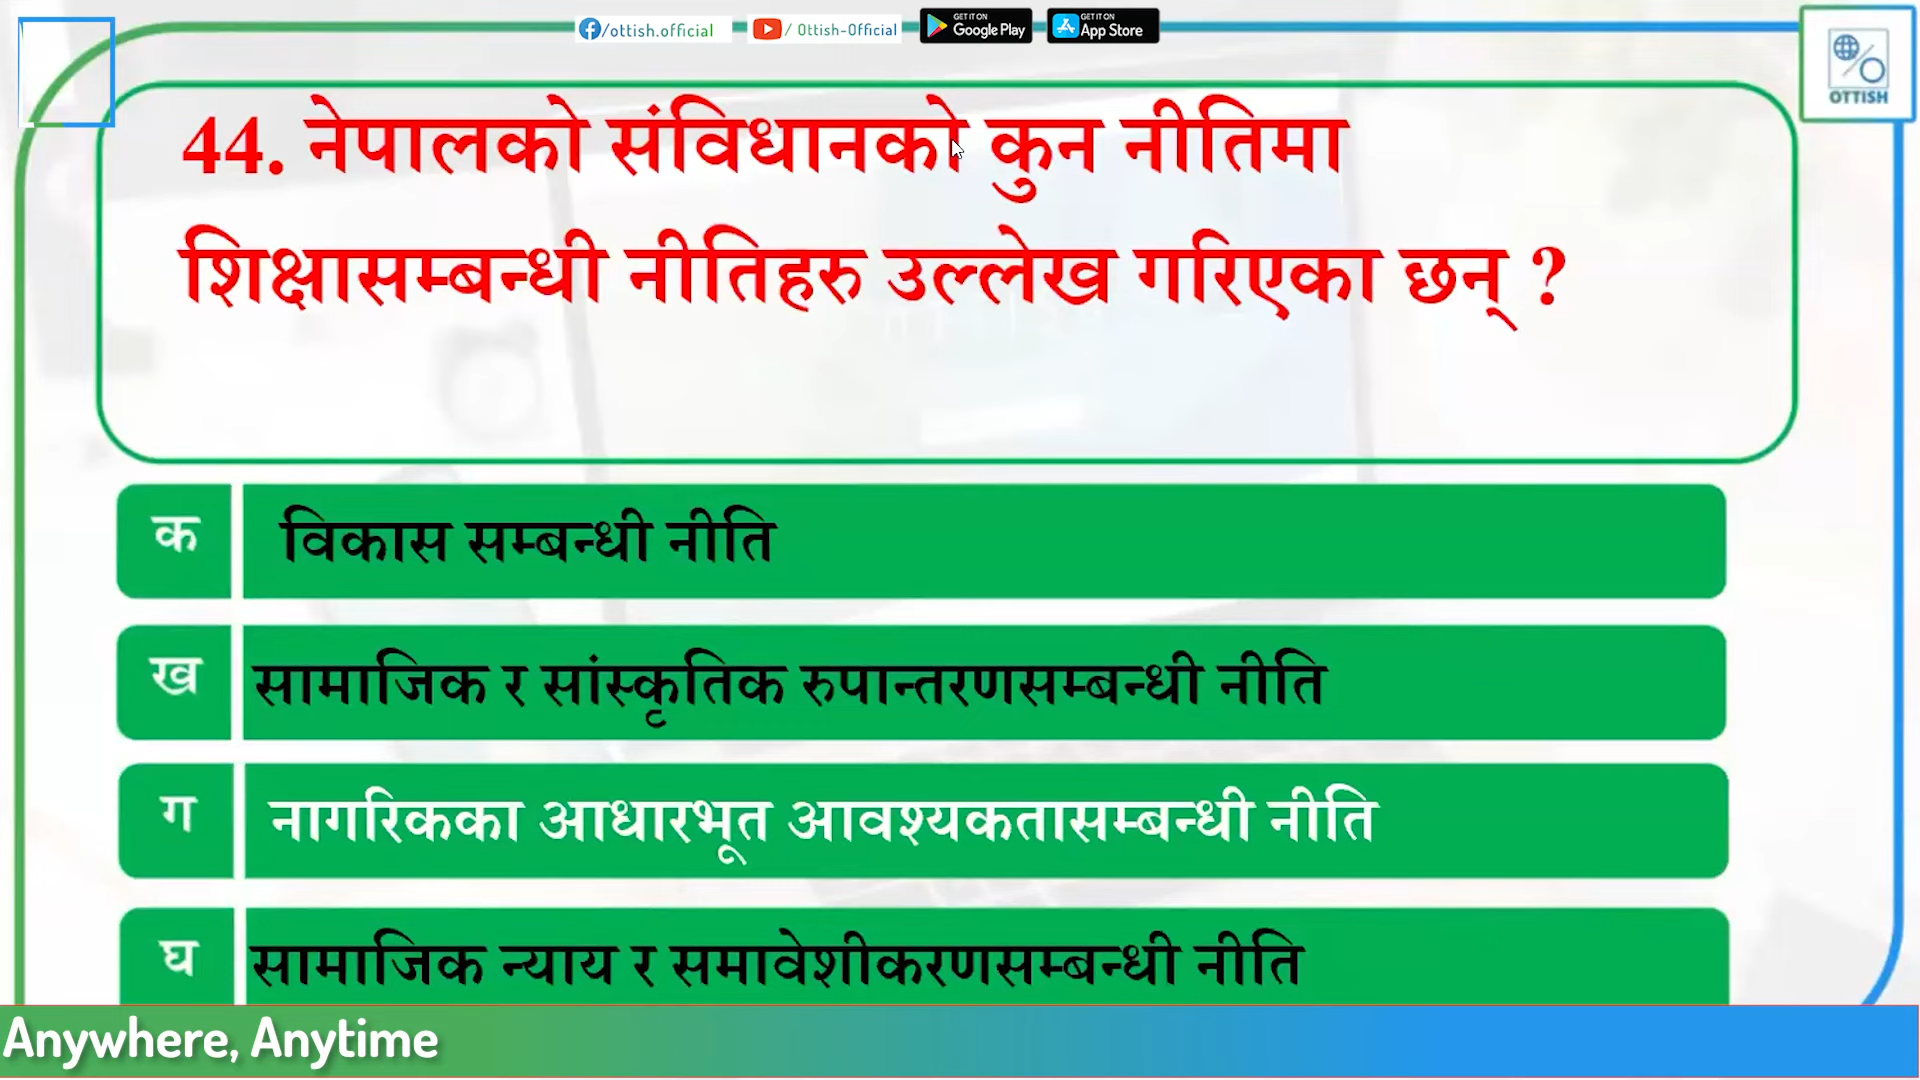 /ottish.official
/ Ottish-Official
GET IT ON
Google Play
GET IT ON
App Store
OTTISH
44. नेपालको संविधानको कुन नीतिमा
शिक्षासम्बन्धी नीतिहरु उल्लेख गरिएका छन् ?
क विकास सम्बन्धी नीति
ख सामाजिक र सांस्कृतिक रुपान्तरणसम्बन्धी नीति
ग नागरिकका आधारभूत आवश्यकतासम्बन्धी नीति
घ सामाजिक न्याय र समावेशीकरणसम्बन्धी नीति
Anywhere, Anytime